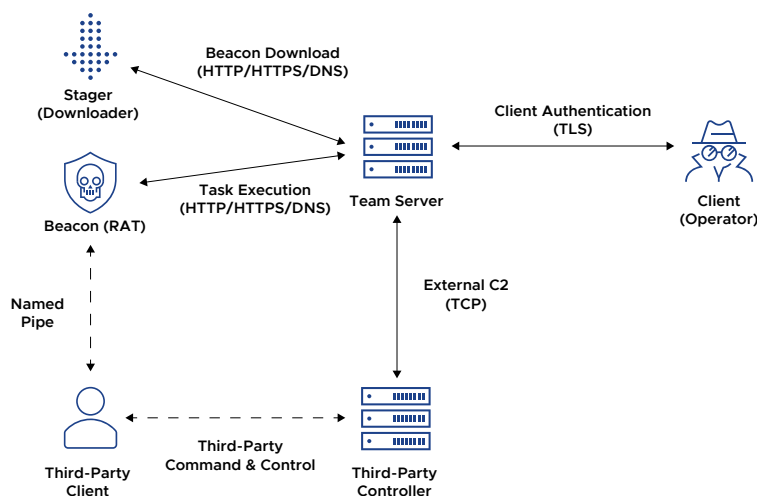 Beacon Download
(HTTP/HTTPS/DNS)
Stager
(Downloader)
Client Authentication
(TLS)
Task Execution
(HTTP/HTTPS/DNS)
Team Server
Client
(Operator)
Beacon (RAT)
External C2
(TCP)
Named
Pipe
Third-Party
Command & Control
Third-Party
Client
Third-Party
Controller